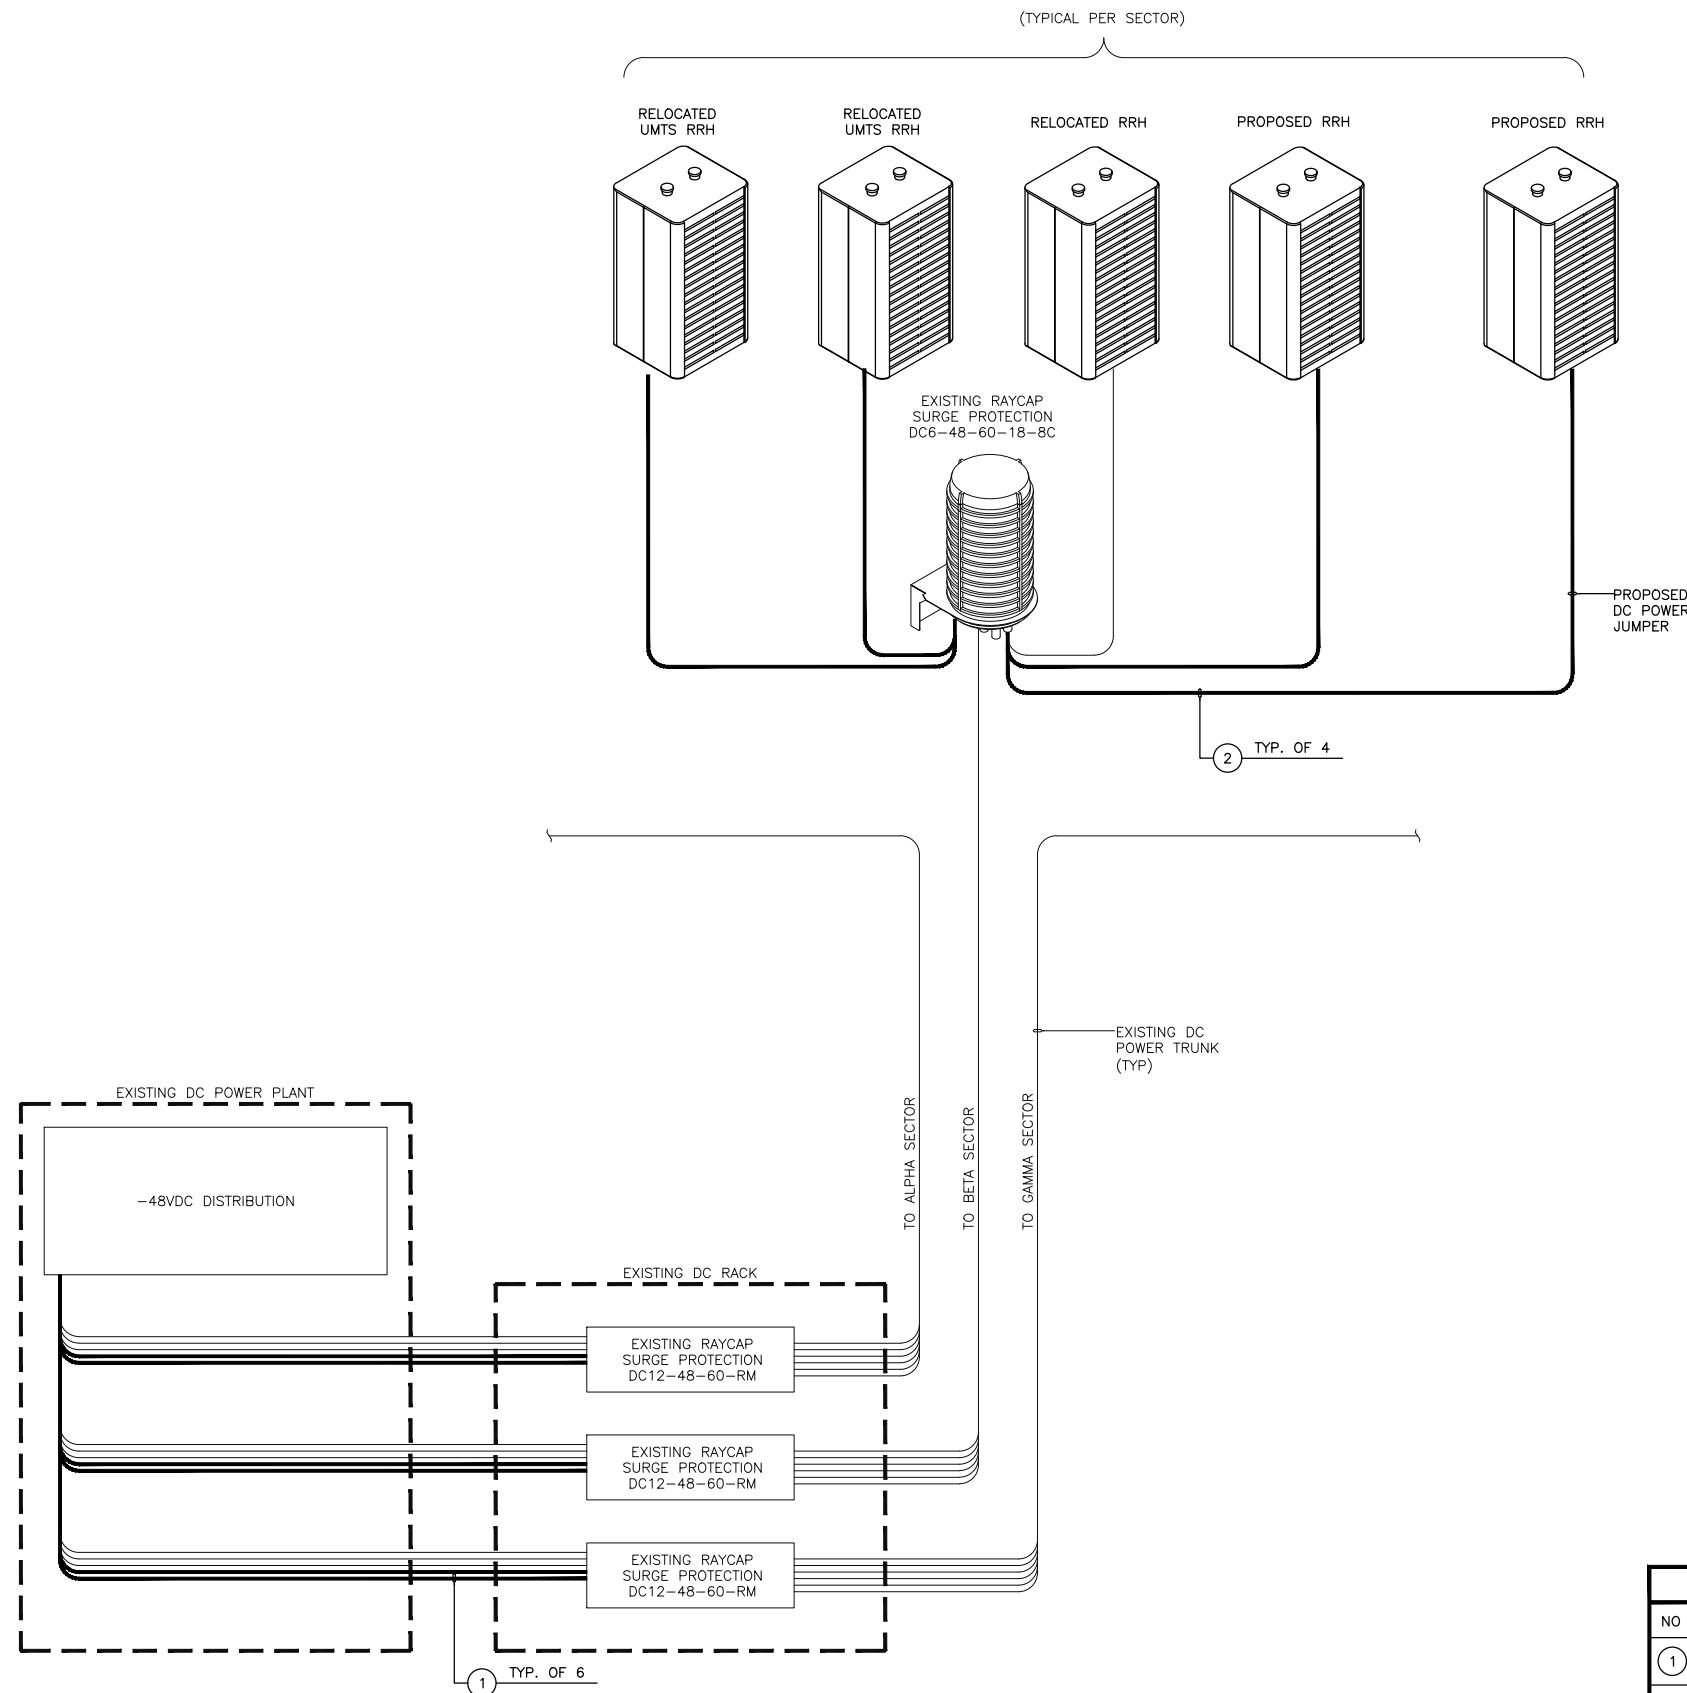 (TYPICAL PER SECTOR)
RELOCATED
UMTS RRH
RELOCATED
UMTS RRH
RELOCATED RRH
PROPOSED RRH
PROPOSED RRH
EXISTING RAYCAP
SURGE PROTECTION
DC6-48-60-18-8C
PROPOSED
DC POWER
JUMPER
2
TYP. OF 4
EXISTING DC
POWER TRUNK
(TYP)
TO ALPHA SECTOR
TO BETA SECTOR
TO GAMMA SECTOR
EXISTING DC POWER PLANT
-48VDC DISTRIBUTION
EXISTING DC RACK
EXISTING RAYCAP
SURGE PROTECTION
DC12-48-60-RM
EXISTING RAYCAP
SURGE PROTECTION
DC12-48-60-RM
EXISTING RAYCAP
SURGE PROTECTION
DC12-48-60-RM
1
TYP. OF 6
NO
1